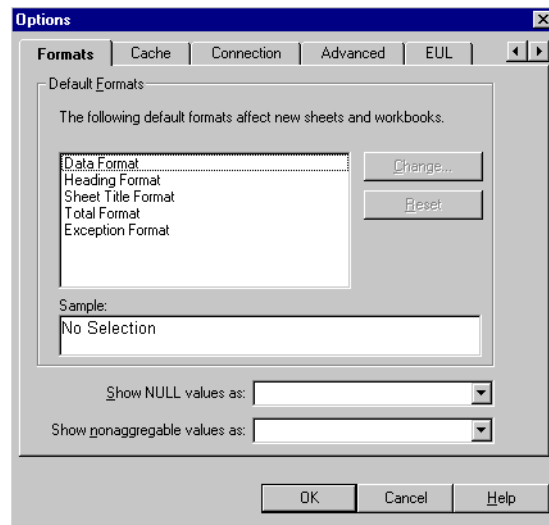 Options
Formats Cache Connection Advanced EUL
Default Formats
The following default formats affect new sheets and workbooks.
Data Format
Heading Format
Sheet Title Format
Total Format
Exception Format
Change...
Reset
Sample:
No Selection
Show NULL values as:
Show nonaggregable values as:
OK Cancel Help